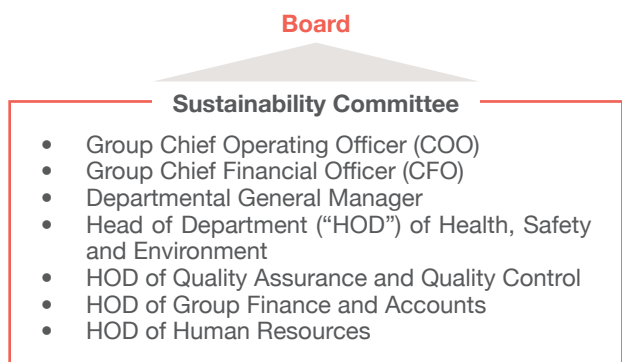 Board
Sustainability Committee
• Group Chief Operating Officer (COO)
• Group Chief Financial Officer (CFO)
• Departmental General Manager
• Head of Department (“HOD”) of Health, Safety
and Environment
• HOD of Quality Assurance and Quality Control
• HOD of Group Finance and Accounts
• HOD of Human Resources